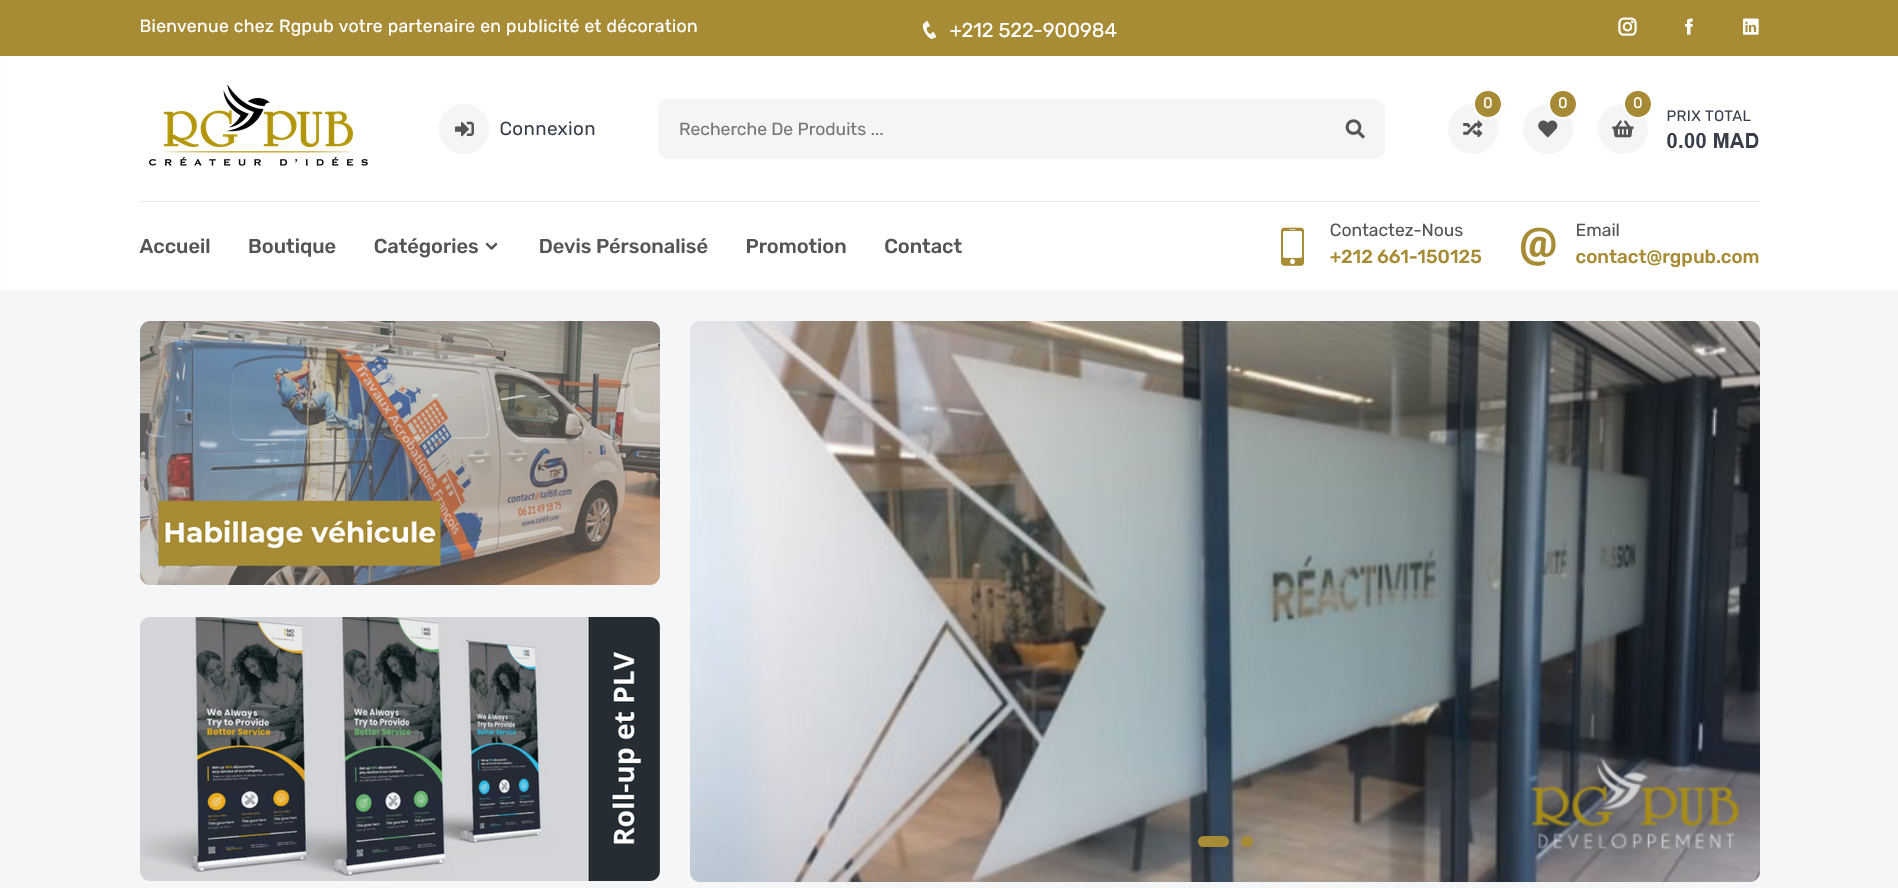 Bienvenue chez Rgpub votre partenaire en publicité et décoration
+212 522-900984
RG PUB
CRÉATEUR D'IDÉES
Connexion
Recherche De Produits ...
0
0
0
PRIX TOTAL
0.00 MAD
Accueil
Boutique
Catégories
Devis Pérsonalisé
Promotion
Contact
Contactez-Nous
+212 661-150125
@
Email
contact@rgpub.com
Travaux Acrobatiques Français
TAF
contact@taf69.com
06 21 49 18 75
www.taf69.com
Habillage véhicule
RÉACTIVITÉ
We Always
Try to Provide
Better Service
We Always
Try to Provide
Better Service
We Always
Try to Provide
Better Service
Roll-up et PLV
RG PUB
DEVELOPPEMENT